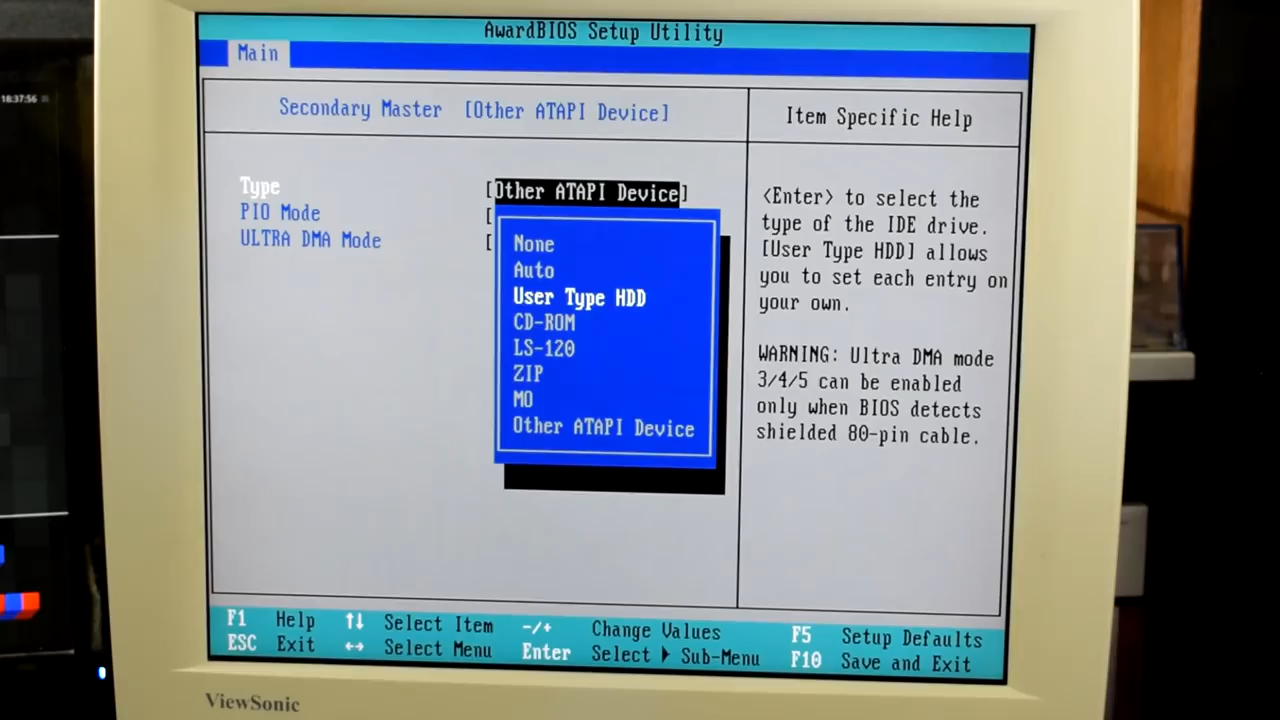 AwardBIOS Setup Utility
Main
18:37:56
Secondary Master [Other ATAPI Device]
Item Specific Help
Type [Other ATAPI Device]
PIO Mode [
ULTRA DMA Mode [
None
Auto
User Type HDD
CD-ROM
LS-120
ZIP
MO
Other ATAPI Device
<Enter> to select the
type of the IDE drive.
[User Type HDD] allows
you to set each entry on
your own.
WARNING: Ultra DMA mode
3/4/5 can be enabled
only when BIOS detects
shielded 80-pin cable.
F1 Help ↑↓ Select Item -/+ Change Values F5 Setup Defaults
ESC Exit ↔ Select Menu Enter Select ▶ Sub-Menu F10 Save and Exit
ViewSonic